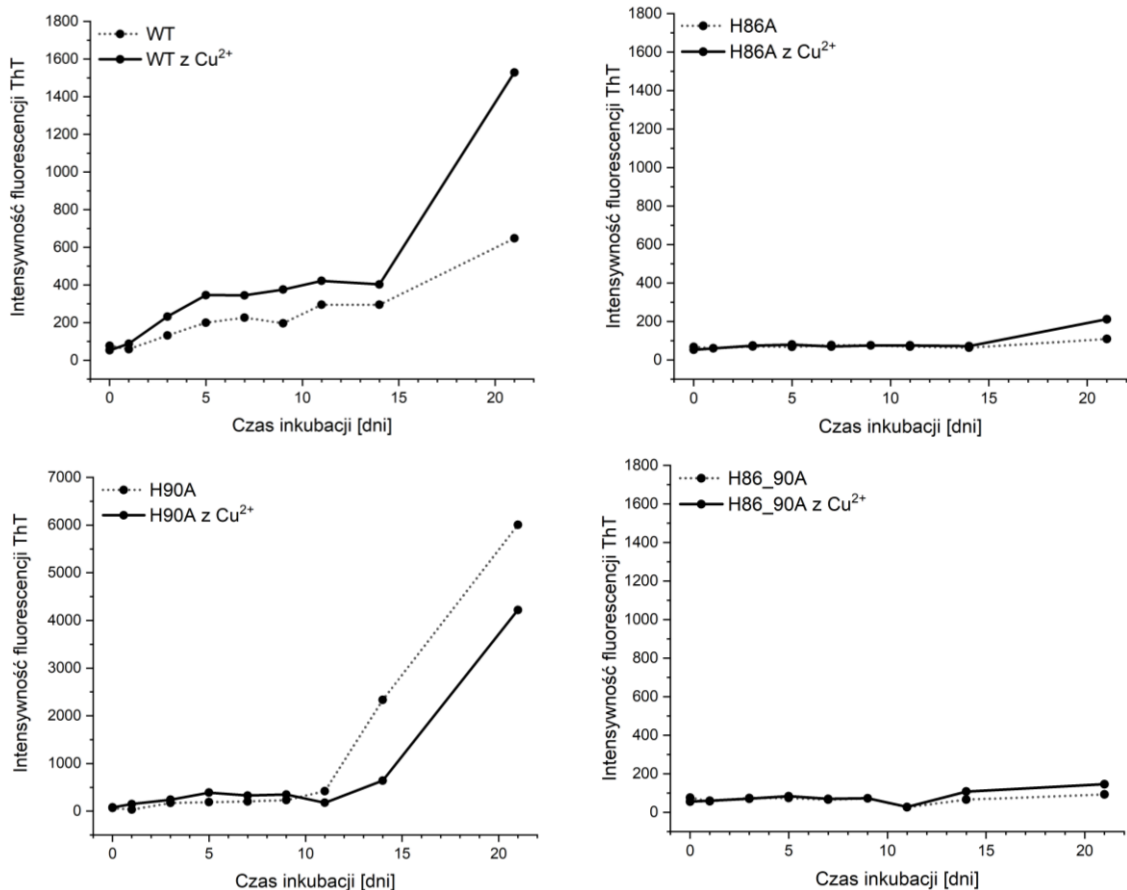 WT
WT z Cu²⁺
Intensywność fluorescencji ThT
1800
1600
1400
1200
1000
800
600
400
200
0
0 5 10 15 20
Czas inkubacji [dni]
H86A
H86A z Cu²⁺
Intensywność fluorescencji ThT
1800
1600
1400
1200
1000
800
600
400
200
0
0 5 10 15 20
Czas inkubacji [dni]
H90A
H90A z Cu²⁺
Intensywność fluorescencji ThT
7000
6000
5000
4000
3000
2000
1000
0
0 5 10 15 20
Czas inkubacji [dni]
H86_90A
H86_90A z Cu²⁺
Intensywność fluorescencji ThT
1800
1600
1400
1200
1000
800
600
400
200
0
0 5 10 15 20
Czas inkubacji [dni]